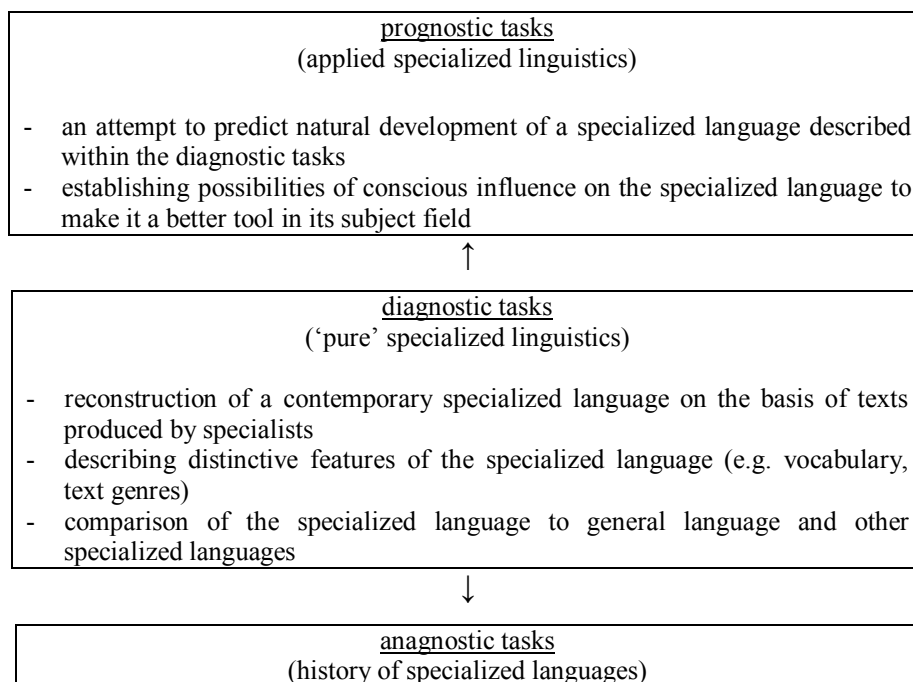 prognostic tasks
(applied specialized linguistics)
- an attempt to predict natural development of a specialized language described
within the diagnostic tasks
- establishing possibilities of conscious influence on the specialized language to
make it a better tool in its subject field
↑
diagnostic tasks
(‘pure’ specialized linguistics)
- reconstruction of a contemporary specialized language on the basis of texts
produced by specialists
- describing distinctive features of the specialized language (e.g. vocabulary,
text genres)
- comparison of the specialized language to general language and other
specialized languages
↓
anagnostic tasks
(history of specialized languages)